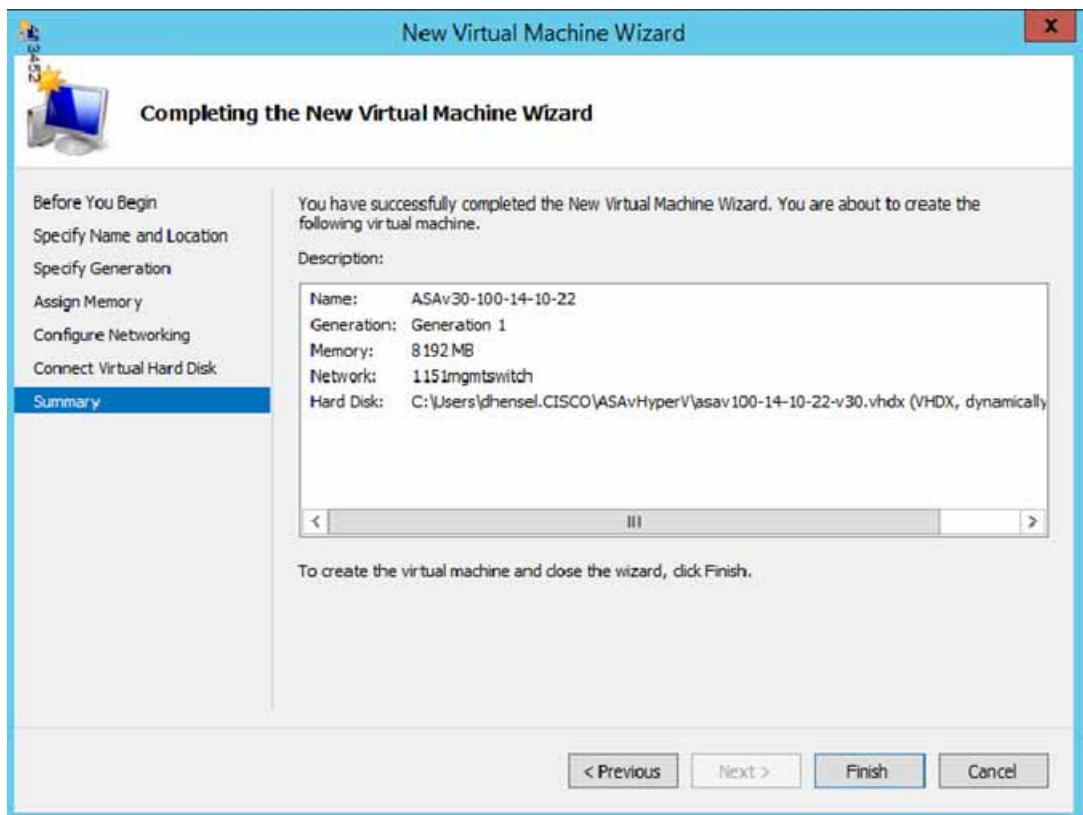 New Virtual Machine Wizard
X
3452
Completing the New Virtual Machine Wizard
Before You Begin
Specify Name and Location
Specify Generation
Assign Memory
Configure Networking
Connect Virtual Hard Disk
Summary
You have successfully completed the New Virtual Machine Wizard. You are about to create the
following virtual machine.
Description:
Name: ASAv30-100-14-10-22
Generation: Generation 1
Memory: 8192 MB
Network: 1151mgmtswitch
Hard Disk: C:\Users\dhensel.CISCO\ASAvHyperV\asav100-14-10-22-v30.vhdx (VHDX, dynamically
To create the virtual machine and close the wizard, click Finish.
< Previous Next > Finish Cancel